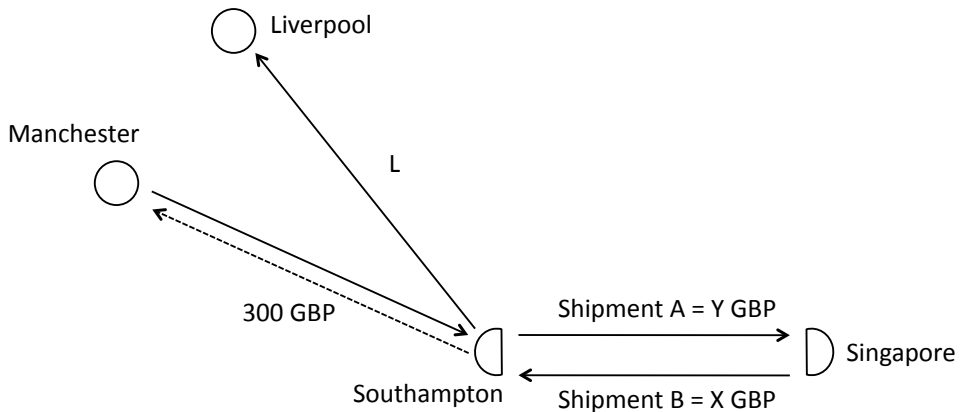 Liverpool
Manchester
L
300 GBP
Shipment A = Y GBP
Singapore
Southampton
Shipment B = X GBP